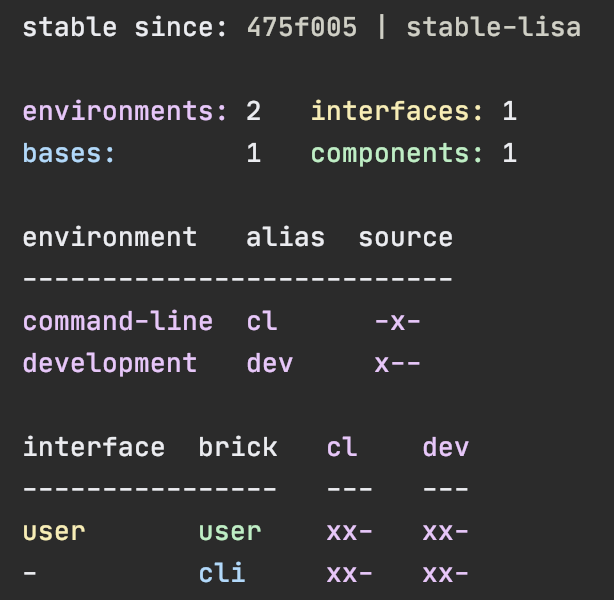 stable since: 475f005 | stable-lisa
environments: 2   interfaces: 1
bases:        1   components: 1
environment   alias  source
---------------------------
command-line  cl      -x-
development   dev     x--
interface  brick   cl    dev
----------------   ---   ---
user       user    xx-   xx-
-          cli     xx-   xx-